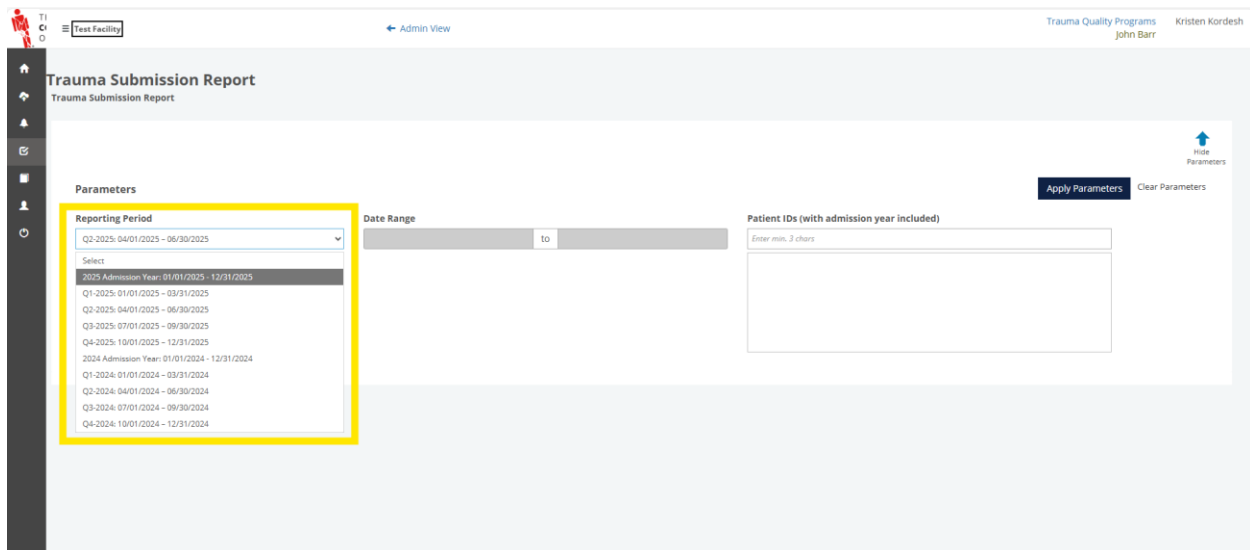 TI
C
O
☰ Test Facility
← Admin View
Trauma Quality Programs
Kristen Kordesh
John Barr
Trauma Submission Report
Trauma Submission Report
Hide
Parameters
Parameters
Apply Parameters
Clear Parameters
Reporting Period
Date Range
Patient IDs (with admission year included)
Q2-2025: 04/01/2025 – 06/30/2025
to
Enter min. 3 chars
Select
2025 Admission Year: 01/01/2025 - 12/31/2025
Q1-2025: 01/01/2025 – 03/31/2025
Q2-2025: 04/01/2025 – 06/30/2025
Q3-2025: 07/01/2025 – 09/30/2025
Q4-2025: 10/01/2025 – 12/31/2025
2024 Admission Year: 01/01/2024 - 12/31/2024
Q1-2024: 01/01/2024 – 03/31/2024
Q2-2024: 04/01/2024 – 06/30/2024
Q3-2024: 07/01/2024 – 09/30/2024
Q4-2024: 10/01/2024 – 12/31/2024